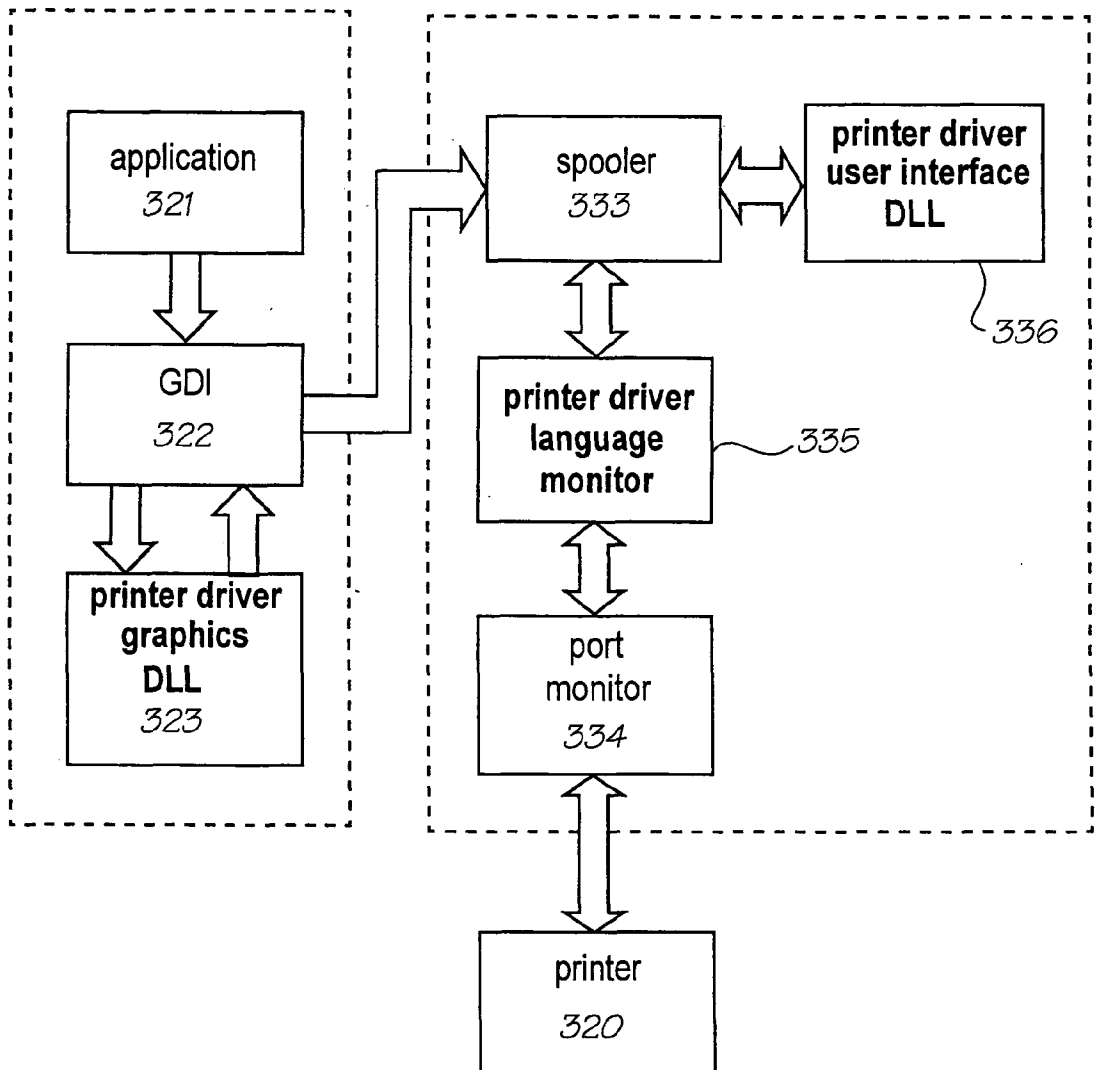 application
321
GDI
322
printer driver
graphics
DLL
323
spooler
333
printer driver
user interface
DLL
336
printer driver
language
monitor
335
port
monitor
334
printer
320